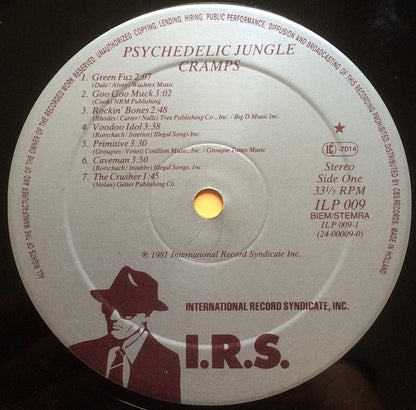 ALL RIGHTS OF THE MANUFACTURER AND OF THE OWNER OF THE RECORDED WORK RESERVED. UNAUTHORIZED COPYING, LENDING, HIRING, PUBLIC PERFORMANCE, DIFFUSION AND BROADCASTING OF THIS RECORDING PROHIBITED. DISTRIBUTED BY CBS-RECORDS. MADE IN HOLLAND
PSYCHEDELIC JUNGLE
CRAMPS
1. Green Fuz 2:07
(Dale/Alvey) Washtex Music
2. Goo Goo Muck 3:02
(Cook) NRM Publishing
3. Rockin' Bones 2:48
(Rhodes/Carter/Nalls) Tree Publishing Co., Inc./Big D Music Inc.
4. Voodoo Idol 3:38
(Rorschach/Interior) Illegal Songs, Inc.
5. Primitive 3:30
(Groupies/Venet) Conillion Music, Inc./Groupie Tunes Music
6. Caveman 3:50
(Rorschach/) Illegal Songs, Inc.
7. The Crusher 1:45
(Nolan) Getter Publishing Co.
LC -7014
Stereo
Side One
33⅓ RPM
ILP 009
BIEM/STEMRA
ILP 009-1
(24-00009-0)
℗ 1981 International Record Syndicate Inc.
INTERNATIONAL RECORD SYNDICATE, INC.
I.R.S.